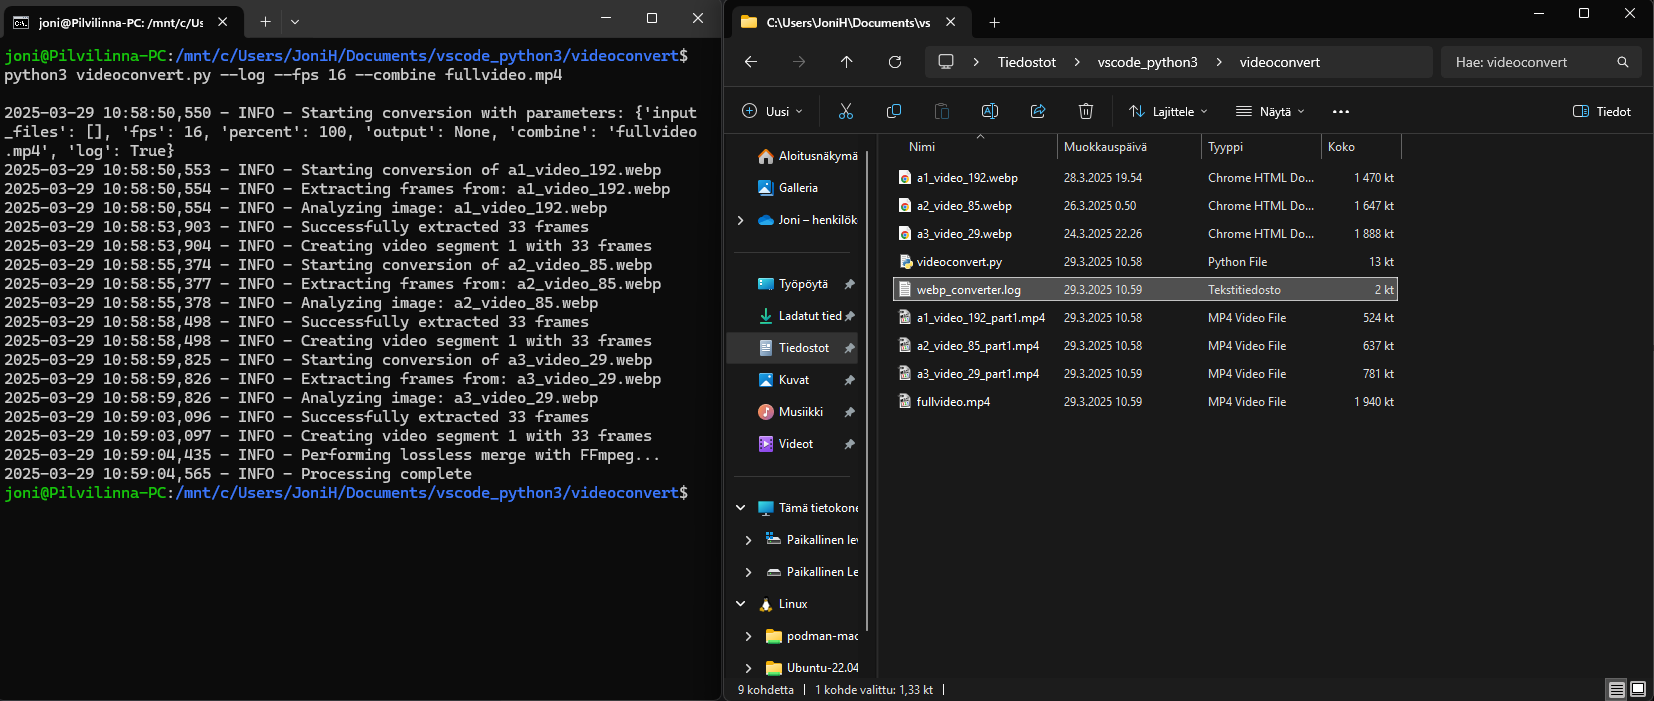 joni@Pilvilinna-PC: /mnt/c/Us
joni@Pilvilinna-PC:/mnt/c/Users/JoniH/Documents/vscode_python3/videoconvert$
python3 videoconvert.py --log --fps 16 --combine fullvideo.mp4
2025-03-29 10:58:50,550 - INFO - Starting conversion with parameters: {'input
_files': [], 'fps': 16, 'percent': 100, 'output': None, 'combine': 'fullvideo
.mp4', 'log': True}
2025-03-29 10:58:50,553 - INFO - Starting conversion of a1_video_192.webp
2025-03-29 10:58:50,554 - INFO - Extracting frames from: a1_video_192.webp
2025-03-29 10:58:50,554 - INFO - Analyzing image: a1_video_192.webp
2025-03-29 10:58:53,903 - INFO - Successfully extracted 33 frames
2025-03-29 10:58:53,904 - INFO - Creating video segment 1 with 33 frames
2025-03-29 10:58:55,374 - INFO - Starting conversion of a2_video_85.webp
2025-03-29 10:58:55,377 - INFO - Extracting frames from: a2_video_85.webp
2025-03-29 10:58:55,378 - INFO - Analyzing image: a2_video_85.webp
2025-03-29 10:58:58,498 - INFO - Successfully extracted 33 frames
2025-03-29 10:58:58,498 - INFO - Creating video segment 1 with 33 frames
2025-03-29 10:58:59,825 - INFO - Starting conversion of a3_video_29.webp
2025-03-29 10:58:59,826 - INFO - Extracting frames from: a3_video_29.webp
2025-03-29 10:58:59,826 - INFO - Analyzing image: a3_video_29.webp
2025-03-29 10:59:03,096 - INFO - Successfully extracted 33 frames
2025-03-29 10:59:03,097 - INFO - Creating video segment 1 with 33 frames
2025-03-29 10:59:04,435 - INFO - Performing lossless merge with FFmpeg...
2025-03-29 10:59:04,565 - INFO - Processing complete
joni@Pilvilinna-PC:/mnt/c/Users/JoniH/Documents/vscode_python3/videoconvert$
C:\Users\JoniH\Documents\vs
Tiedostot > vscode_python3 > videoconvert
Hae: videoconvert
Uusi Lajittele Näytä ... Tiedot
Aloitusnäkymä
Galleria
Joni – henkilök
Työpöytä
Ladatut tied
Tiedostot
Kuvat
Musiikki
Videot
Tämä tietokone
Paikallinen lev
Paikallinen Le
Linux
podman-mac
Ubuntu-22.04
Nimi Muokkauspäivä Tyyppi Koko
a1_video_192.webp 28.3.2025 19.54 Chrome HTML Do... 1 470 kt
a2_video_85.webp 26.3.2025 0.50 Chrome HTML Do... 1 647 kt
a3_video_29.webp 24.3.2025 22.26 Chrome HTML Do... 1 888 kt
videoconvert.py 29.3.2025 10.58 Python File 13 kt
webp_converter.log 29.3.2025 10.59 Tekstitiedosto 2 kt
a1_video_192_part1.mp4 29.3.2025 10.58 MP4 Video File 524 kt
a2_video_85_part1.mp4 29.3.2025 10.58 MP4 Video File 637 kt
a3_video_29_part1.mp4 29.3.2025 10.59 MP4 Video File 781 kt
fullvideo.mp4 29.3.2025 10.59 MP4 Video File 1 940 kt
9 kohdetta | 1 kohde valittu: 1,33 kt |